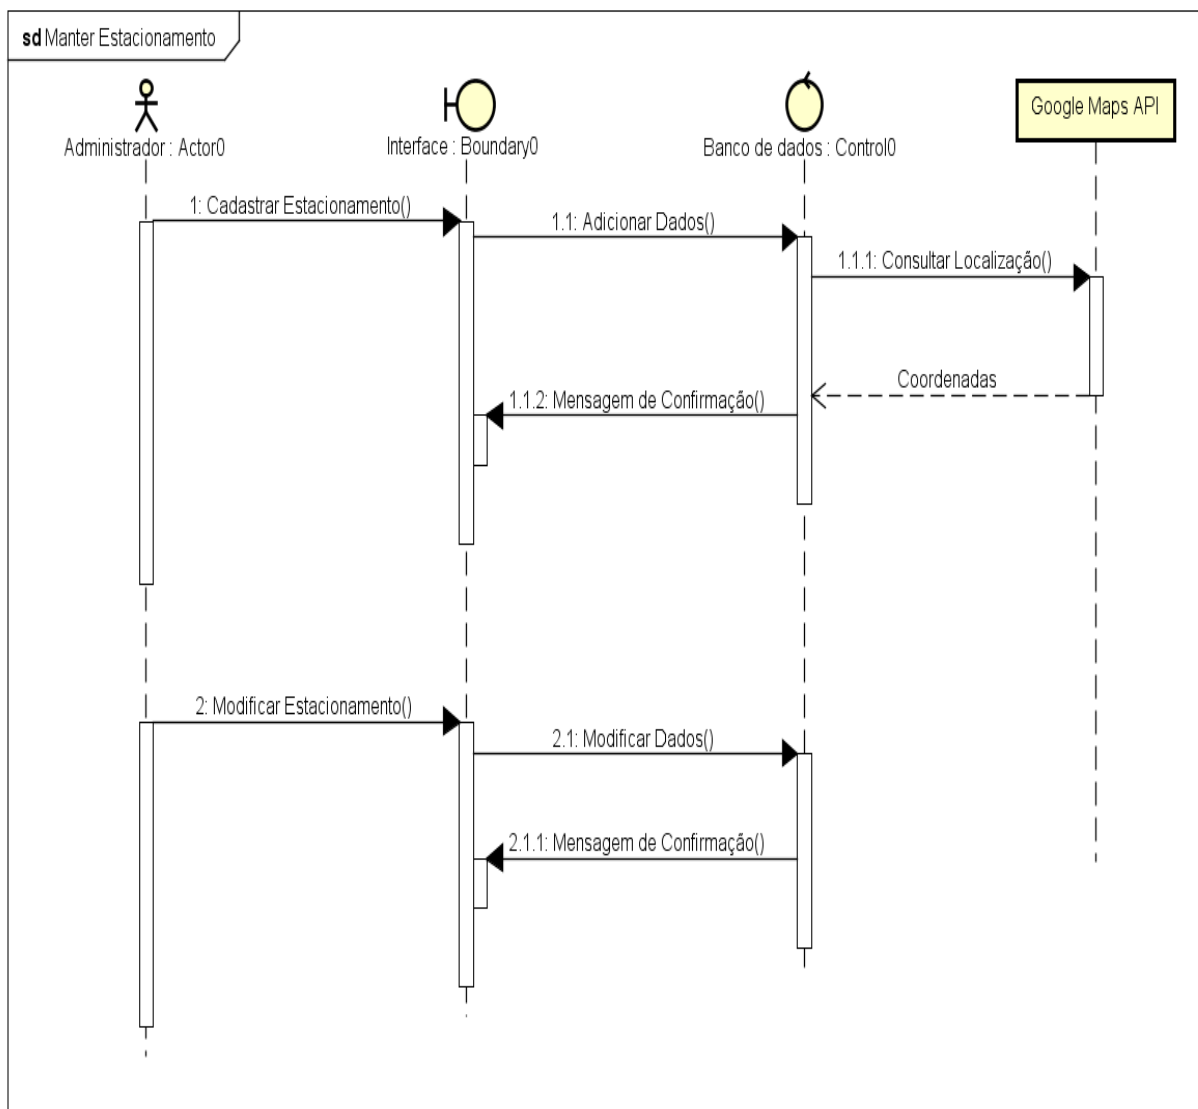 sd Manter Estacionamento
Administrador : Actor0
Interface : Boundary0
Banco de dados : Control0
Google Maps API
1: Cadastrar Estacionamento()
1.1: Adicionar Dados()
1.1.1: Consultar Localização()
Coordenadas
1.1.2: Mensagem de Confirmação()
2: Modificar Estacionamento()
2.1: Modificar Dados()
2.1.1: Mensagem de Confirmação()